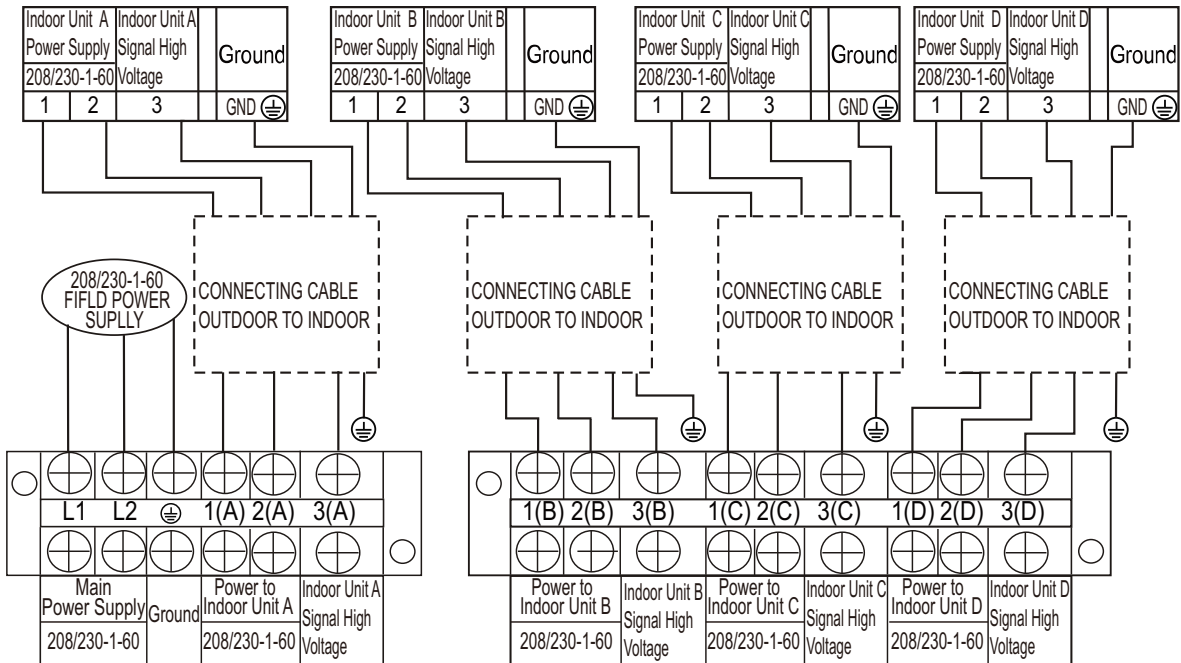 Indoor Unit A
Power Supply
208/230-1-60
1 2
Indoor Unit A
Signal High
Voltage
3
Ground
GND
Indoor Unit B
Power Supply
208/230-1-60
1 2
Indoor Unit B
Signal High
Voltage
3
Ground
GND
Indoor Unit C
Power Supply
208/230-1-60
1 2
Indoor Unit C
Signal High
Voltage
3
Ground
GND
Indoor Unit D
Power Supply
208/230-1-60
1 2
Indoor Unit D
Signal High
Voltage
3
Ground
GND
208/230-1-60
FIFLD POWER
SUPLLY
CONNECTING CABLE
OUTDOOR TO INDOOR
CONNECTING CABLE
OUTDOOR TO INDOOR
CONNECTING CABLE
OUTDOOR TO INDOOR
CONNECTING CABLE
OUTDOOR TO INDOOR
L1 L2 1(A) 2(A) 3(A)
1(B) 2(B) 3(B) 1(C) 2(C) 3(C) 1(D) 2(D) 3(D)
Main
Power Supply
208/230-1-60
Ground
Power to
Indoor Unit A
208/230-1-60
Indoor Unit A
Signal High
Voltage
Power to
Indoor Unit B
208/230-1-60
Indoor Unit B
Signal High
Voltage
Power to
Indoor Unit C
208/230-1-60
Indoor Unit C
Signal High
Voltage
Power to
Indoor Unit D
208/230-1-60
Indoor Unit D
Signal High
Voltage